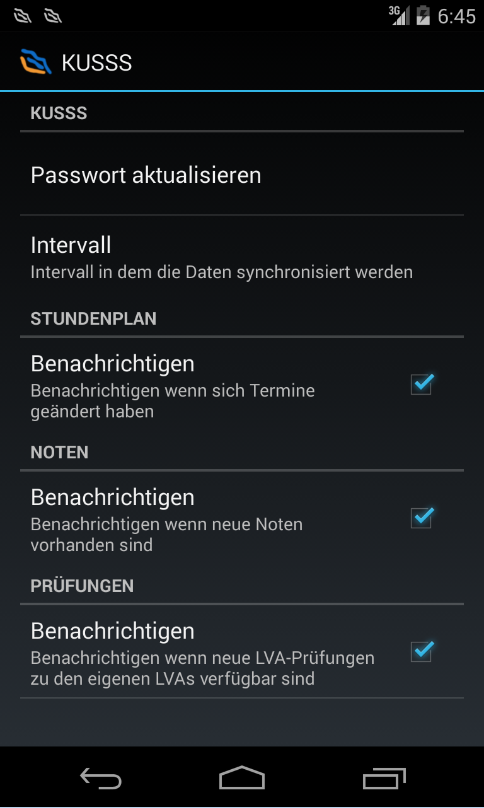 3G 6:45
KUSSS
KUSSS
Passwort aktualisieren
Intervall
Intervall in dem die Daten synchronisiert werden
STUNDENPLAN
Benachrichtigen
Benachrichtigen wenn sich Termine
geändert haben
NOTEN
Benachrichtigen
Benachrichtigen wenn neue Noten
vorhanden sind
PRÜFUNGEN
Benachrichtigen
Benachrichtigen wenn neue LVA-Prüfungen
zu den eigenen LVAs verfügbar sind